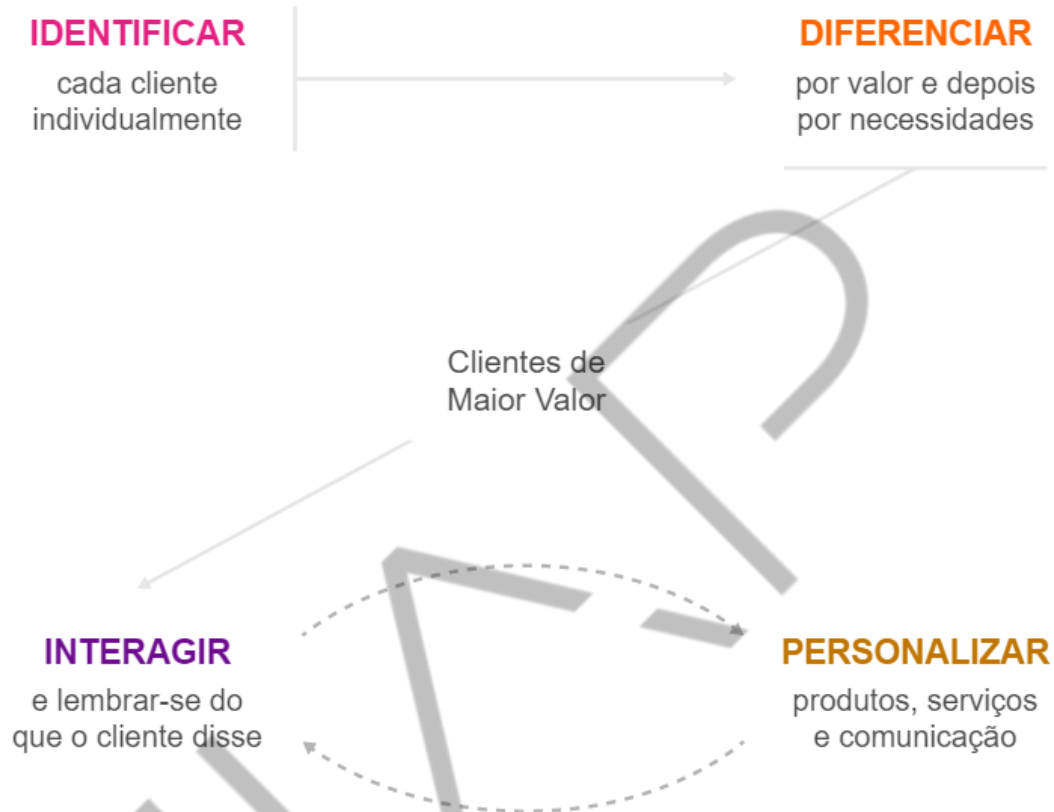 IDENTIFICAR
cada cliente
individualmente
DIFERENCIAR
por valor e depois
por necessidades
Clientes de
Maior Valor
INTERAGIR
e lembrar-se do
que o cliente disse
PERSONALIZAR
produtos, serviços
e comunicação